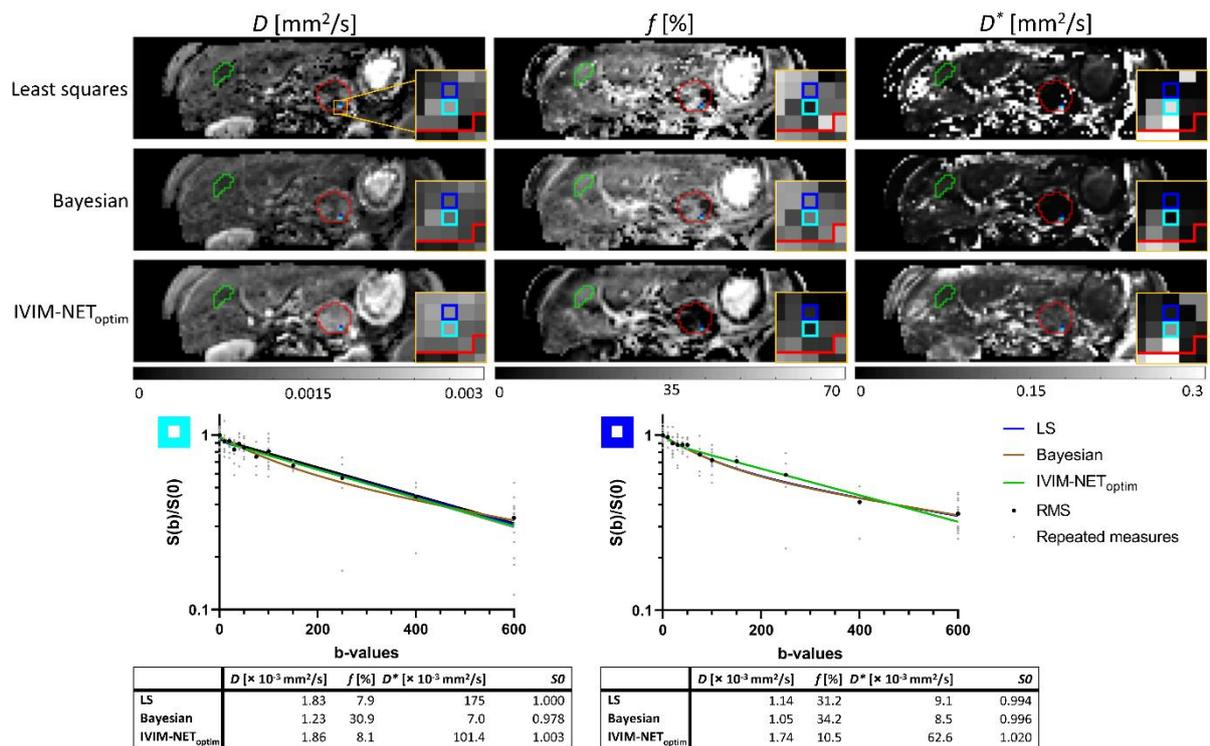 D [mm²/s] f [%] D* [mm²/s]
Least squares
Bayesian
IVIM-NEToptim
0 0.0015 0.003 0 35 70 0 0.15 0.3
1 1
LS
Bayesian
IVIM-NEToptim
RMS
Repeated measures
S(b)/S(0) S(b)/S(0)
0.1 0.1
0 200 400 600 0 200 400 600
b-values b-values
D [× 10-3 mm²/s] f [%] D* [× 10-3 mm²/s] S0 D [× 10-3 mm²/s] f [%] D* [× 10-3 mm²/s] S0
LS 1.83 7.9 175 1.000 LS 1.14 31.2 9.1 0.994
Bayesian 1.23 30.9 7.0 0.978 Bayesian 1.05 34.2 8.5 0.996
IVIM-NEToptim 1.86 8.1 101.4 1.003 IVIM-NEToptim 1.74 10.5 62.6 1.020